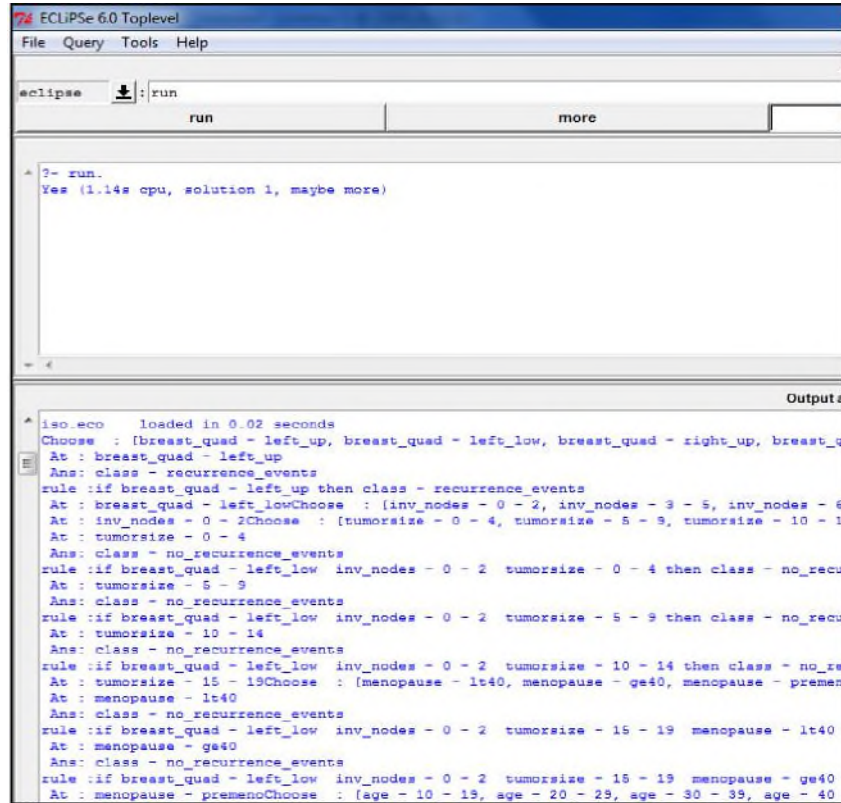 7% ECLiPSe 6.0 Toplevel
File Query Tools Help
eclipse : run
run more
?- run.
Yes (1.14s cpu, solution 1, maybe more)
Output a
iso.eco loaded in 0.02 seconds
Choose : [breast_quad - left_up, breast_quad - left_low, breast_quad - right_up, breast_q
At : breast_quad - left_up
Ans: class - recurrence_events
rule :if breast_quad - left_up then class - recurrence_events
At : breast_quad - left_lowChoose : [inv_nodes - 0 - 2, inv_nodes - 3 - 5, inv_nodes - 6
At : inv_nodes - 0 - 2Choose : [tumorsize - 0 - 4, tumorsize - 5 - 9, tumorsize - 10 - 1
At : tumorsize - 0 - 4
Ans: class - no_recurrence_events
rule :if breast_quad - left_low inv_nodes - 0 - 2 tumorsize - 0 - 4 then class - no_recu
At : tumorsize - 5 - 9
Ans: class - no_recurrence_events
rule :if breast_quad - left_low inv_nodes - 0 - 2 tumorsize - 5 - 9 then class - no_recu
At : tumorsize - 10 - 14
Ans: class - no_recurrence_events
rule :if breast_quad - left_low inv_nodes - 0 - 2 tumorsize - 10 - 14 then class - no_re
At : tumorsize - 15 - 19Choose : [menopause - lt40, menopause - ge40, menopause - premen
At : menopause - lt40
Ans: class - no_recurrence_events
rule :if breast_quad - left_low inv_nodes - 0 - 2 tumorsize - 15 - 19 menopause - lt40
At : menopause - ge40
Ans: class - no_recurrence_events
rule :if breast_quad - left_low inv_nodes - 0 - 2 tumorsize - 15 - 19 menopause - ge40
At : menopause - premenoChoose : [age - 10 - 19, age - 20 - 29, age - 30 - 39, age - 40